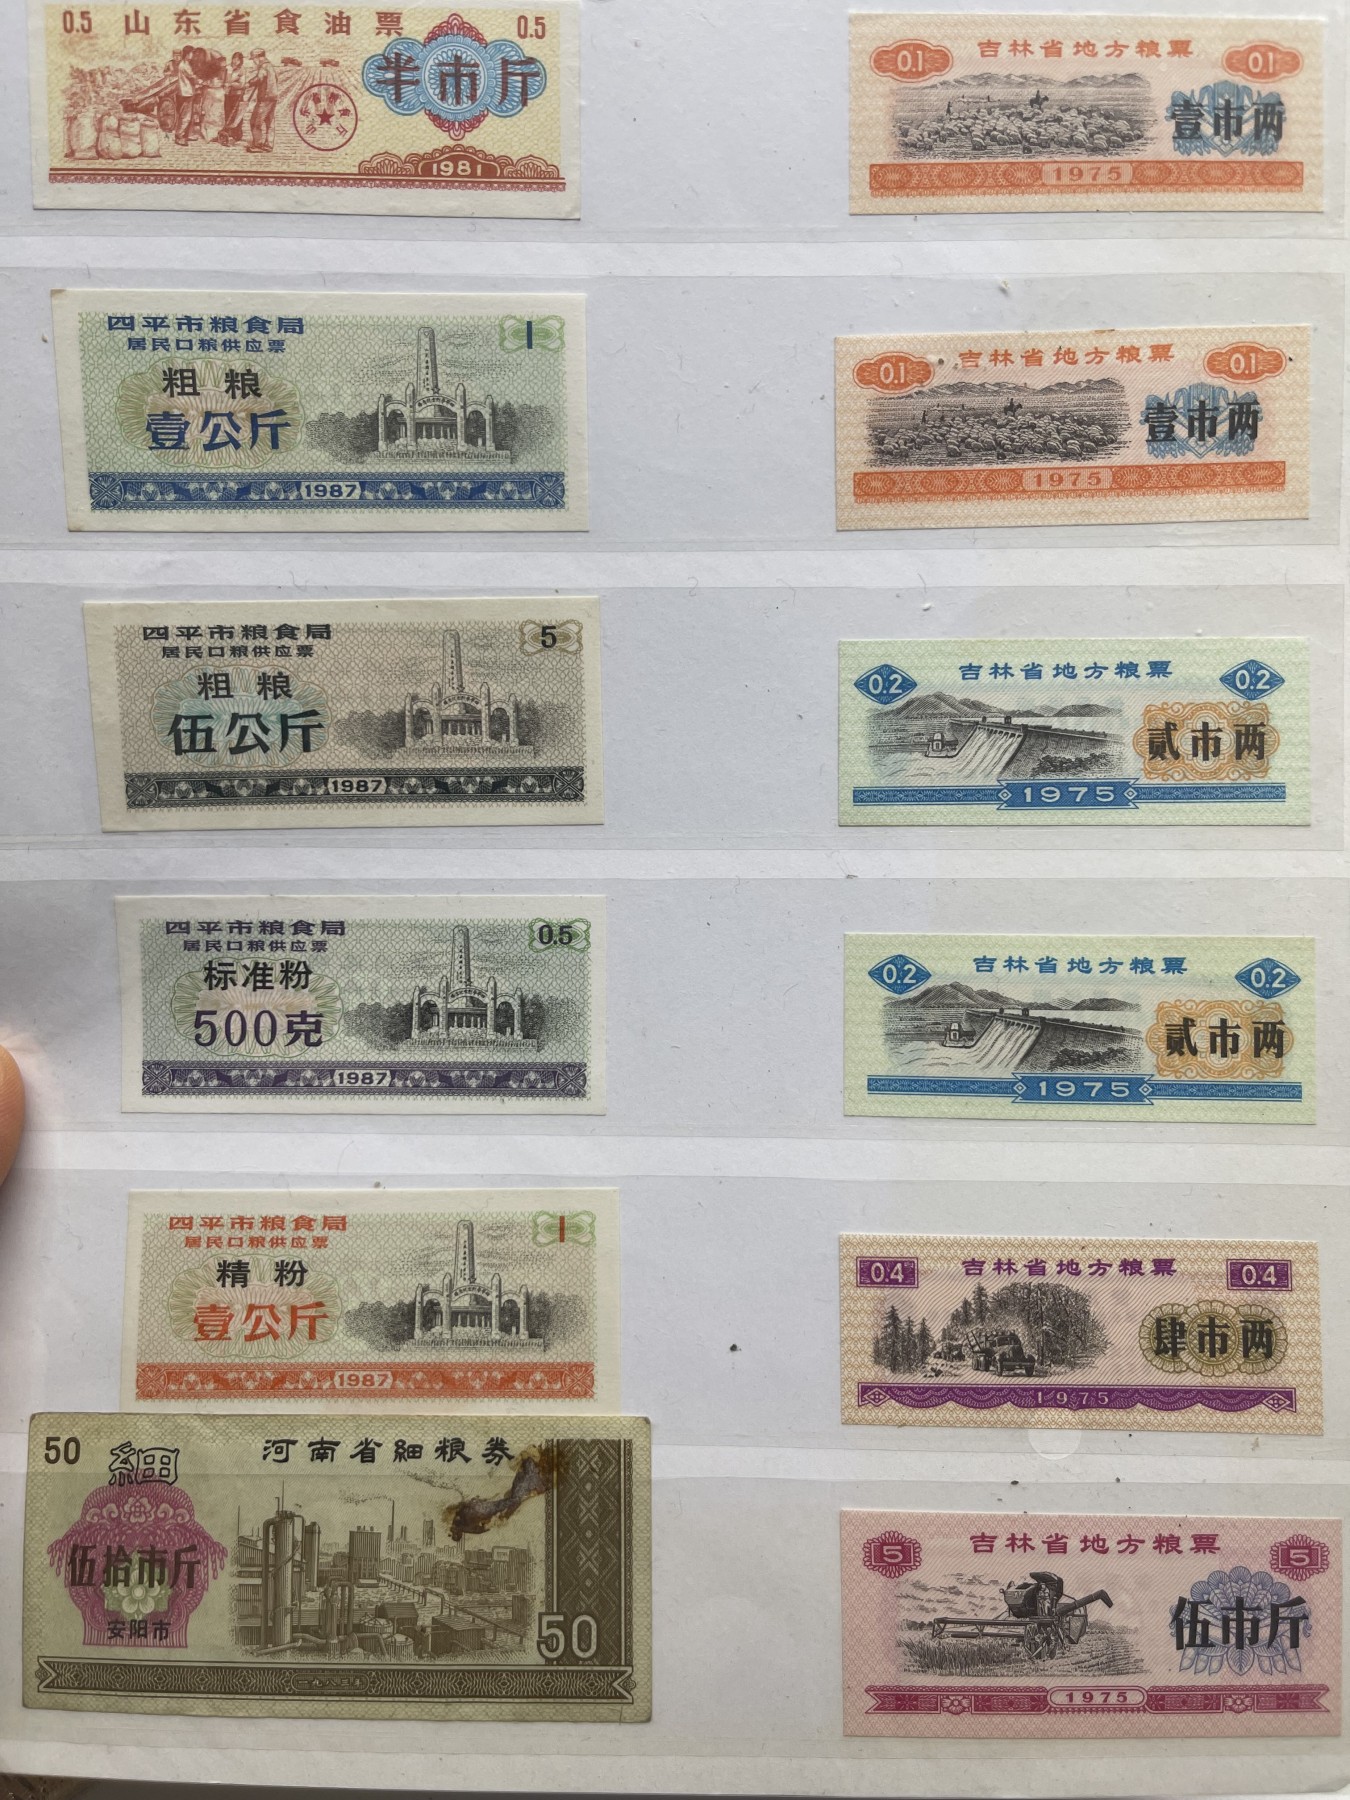 0.5 山东省食油票 0.5
半市斤
1981
四平市粮食局
居民口粮供应票
1
粗粮
壹公斤
1987
四平市粮食局
居民口粮供应票
5
粗粮
伍公斤
1987
四平市粮食局
居民口粮供应票
0.5
标准粉
500克
1987
四平市粮食局
居民口粮供应票
1
精粉
壹公斤
1987
50 细 河南省細粮券
伍拾市斤
安阳市
50
一九八三年
0.1 吉林省地方粮票 0.1
壹市两
1975
0.1 吉林省地方粮票 0.1
壹市两
1975
0.2 吉林省地方粮票 0.2
贰市两
1975
0.2 吉林省地方粮票 0.2
贰市两
1975
0.4 吉林省地方粮票 0.4
肆市两
1975
5 吉林省地方粮票 5
伍市斤
1975